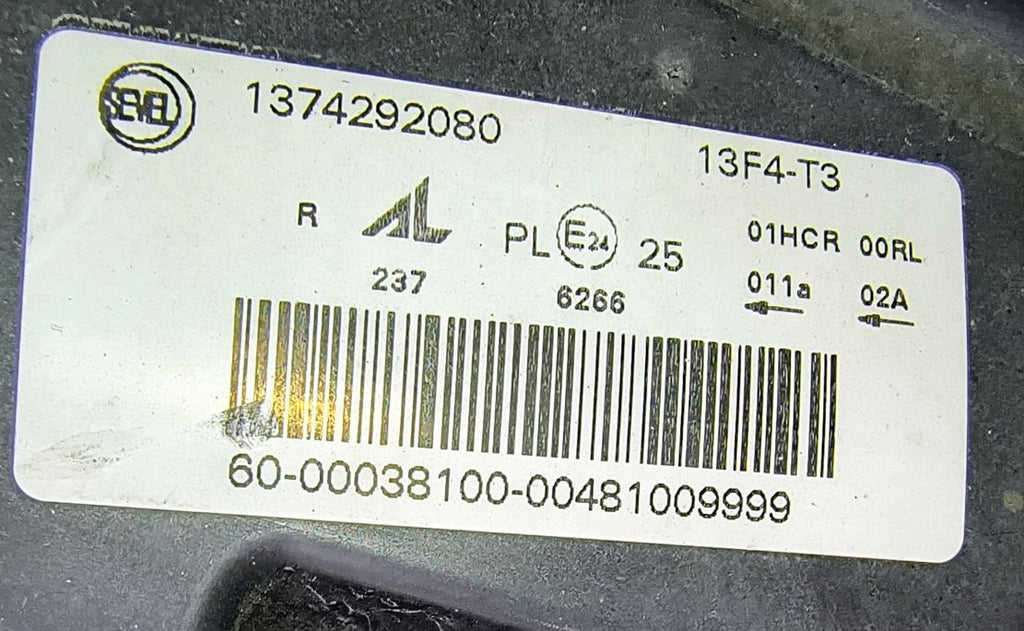 SEVEL 1374292080
13F4-T3
R AL PL E24 25 01HCR 00RL
237 6266 011a 02A
60-00038100-00481009999